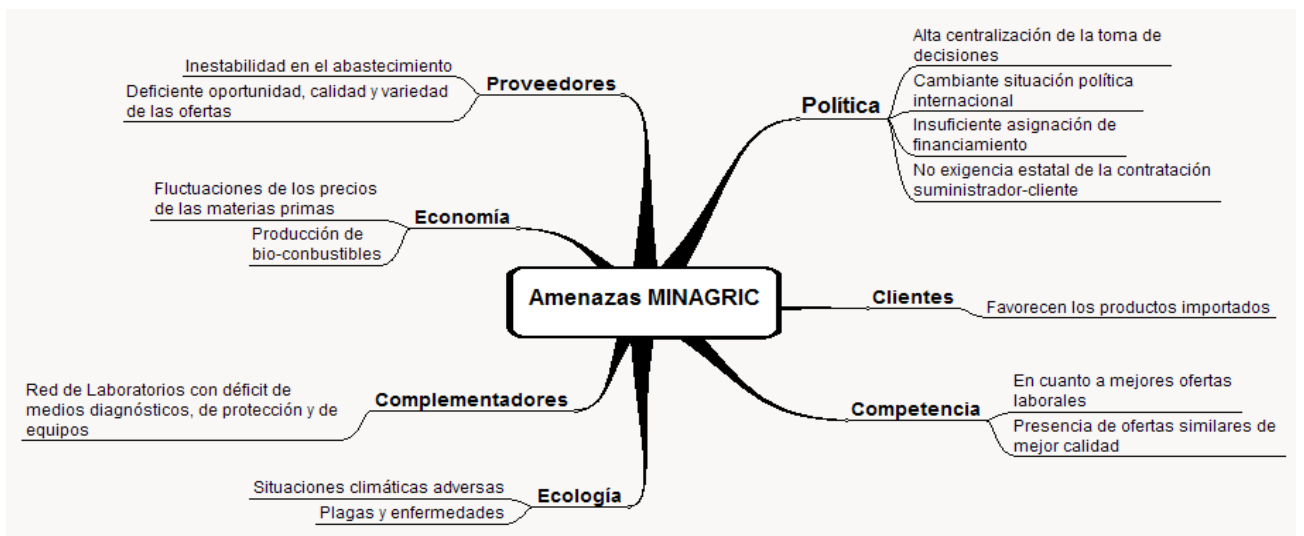 Amenazas MINAGRIC
Política
Alta centralización de la toma de
decisiones
Cambiante situación política
internacional
Insuficiente asignación de
financiamiento
No exigencia estatal de la contratación
suministrador-cliente
Clientes
Favorecen los productos importados
Competencia
En cuanto a mejores ofertas
laborales
Presencia de ofertas similares de
mejor calidad
Proveedores
Inestabilidad en el abastecimiento
Deficiente oportunidad, calidad y variedad
de las ofertas
Economía
Fluctuaciones de los precios
de las materias primas
Producción de
bio-conbustibles
Complementadores
Red de Laboratorios con déficit de
medios diagnósticos, de protección y de
equipos
Ecología
Situaciones climáticas adversas
Plagas y enfermedades